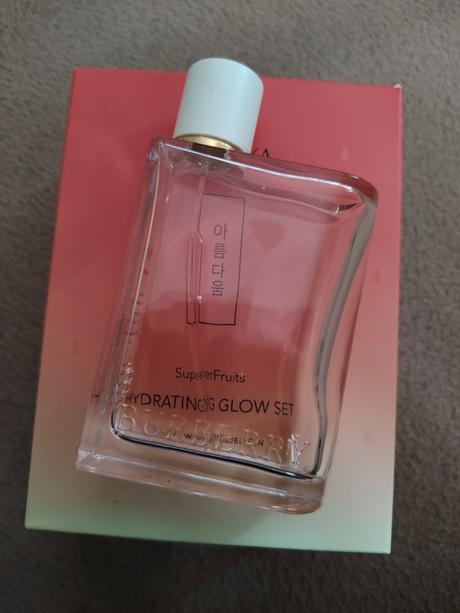 아름다움
SuperFruits
HYDRATING GLOW SET
BURBERRY